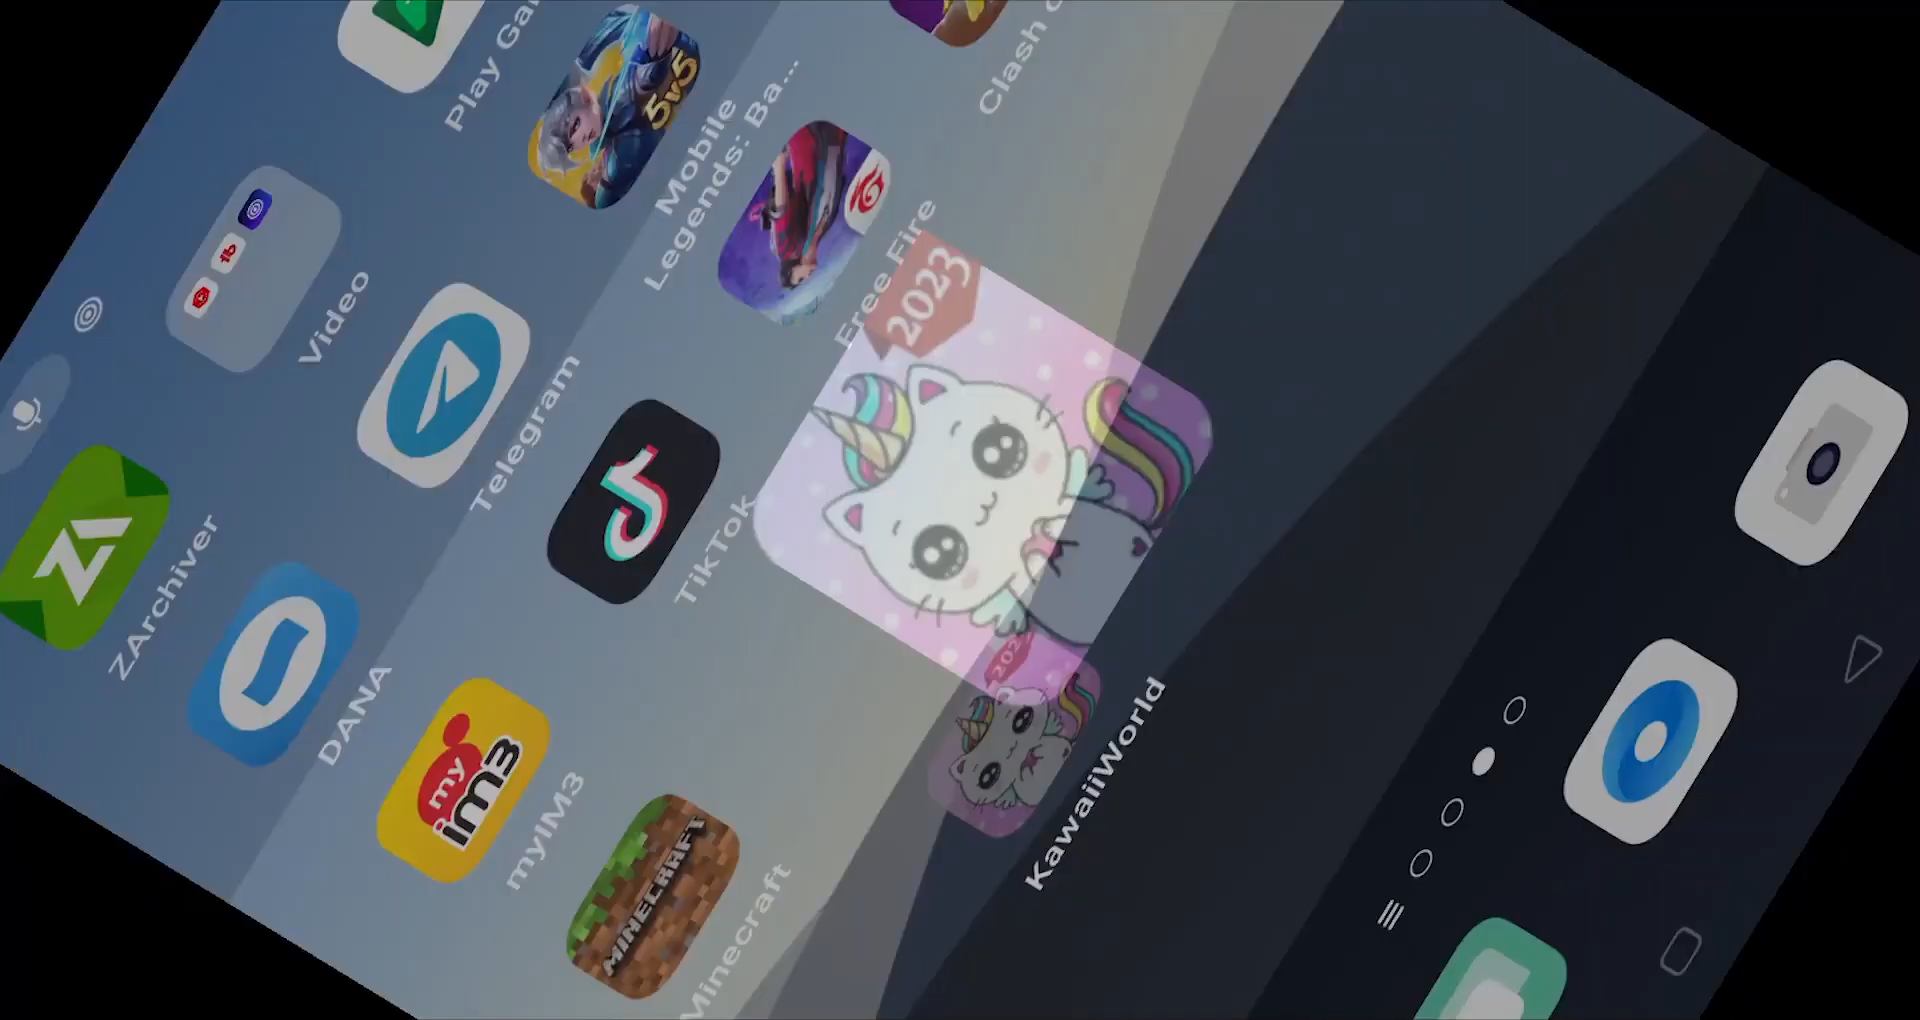 Play Ga
5v5
Mobile
Legends: Ba...
Clash
Video
Telegram
Free Fire
2023
ZArchiver
DANA
TikTok
my
im3
myIM3
MINECRAFT
Minecraft
202
KawaiiWorld